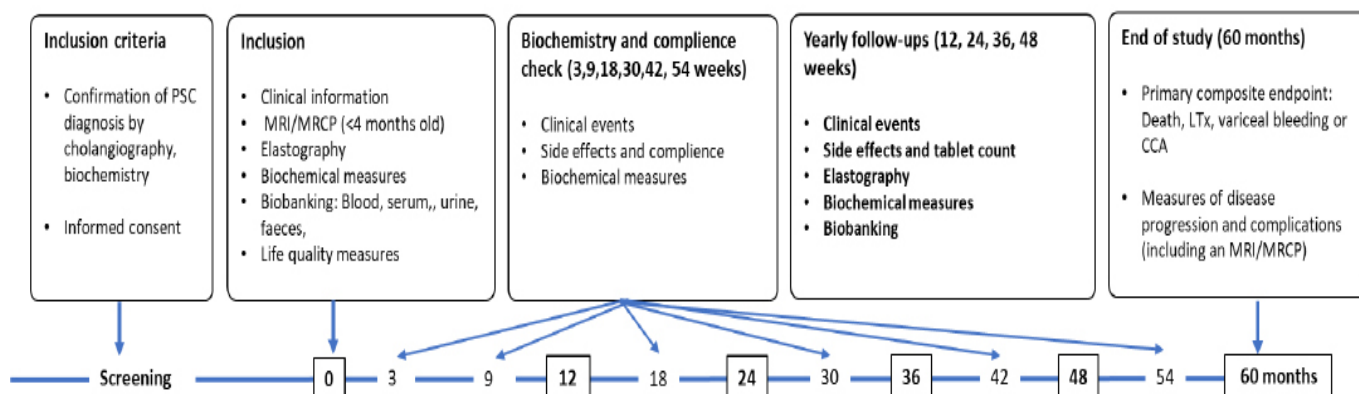 Inclusion criteria
• Confirmation of PSC
diagnosis by
cholangiography,
biochemistry
• Informed consent
Inclusion
• Clinical information
• MRI/MRCP (<4 months old)
• Elastography
• Biochemical measures
• Biobanking: Blood, serum,, urine,
faeces,
• Life quality measures
Biochemistry and complience
check (3,9,18,30,42, 54 weeks)
• Clinical events
• Side effects and complience
• Biochemical measures
Yearly follow-ups (12, 24, 36, 48
weeks)
• Clinical events
• Side effects and tablet count
• Elastography
• Biochemical measures
• Biobanking
End of study (60 months)
• Primary composite endpoint:
Death, LTx, variceal bleeding or
CCA
• Measures of disease
progression and complications
(including an MRI/MRCP)
Screening 0 3 9 12 18 24 30 36 42 48 54 60 months